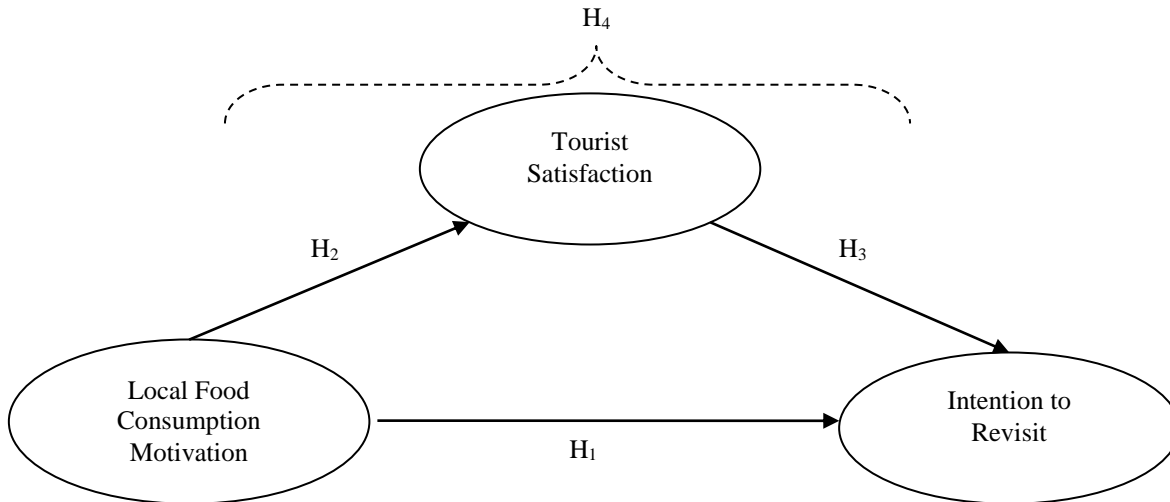 H₄
Tourist
Satisfaction
H₂
H₃
Local Food
Consumption
Motivation
Intention to
Revisit
H₁